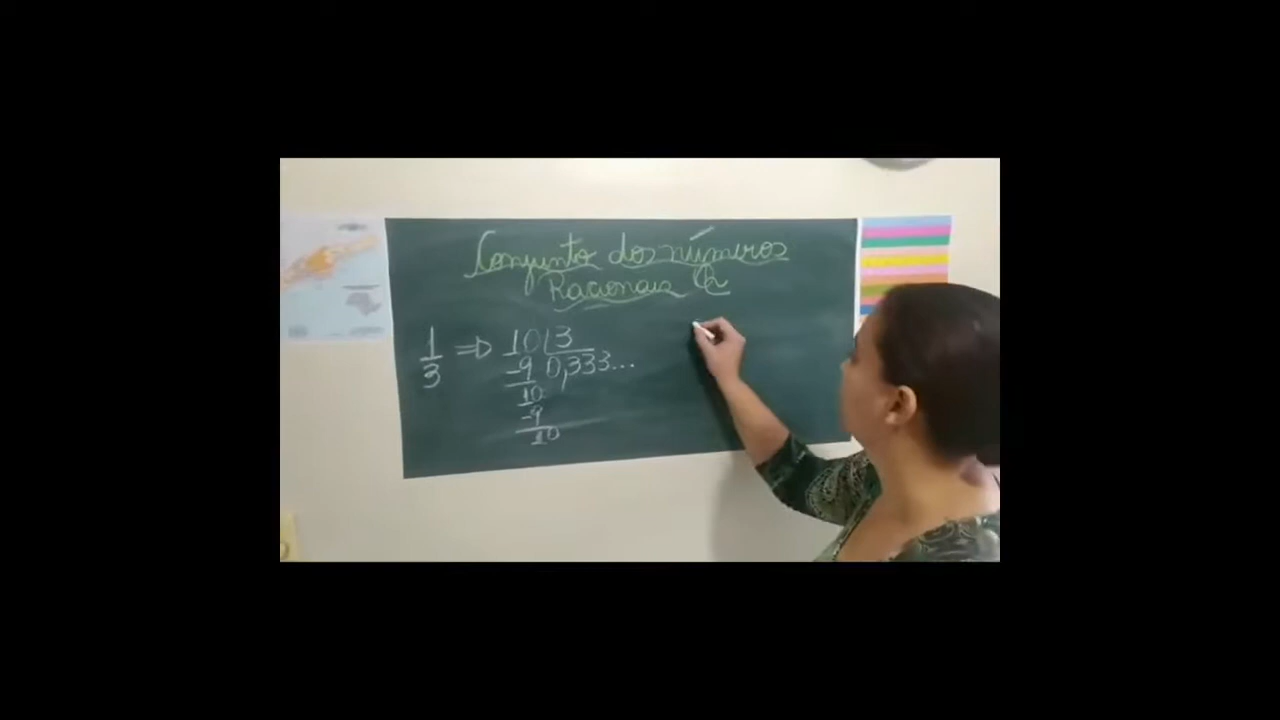 Conjunto dos números
Racionais Q
1/3 ⇒ 10 | 3
-9 0,333...
10
-9
10